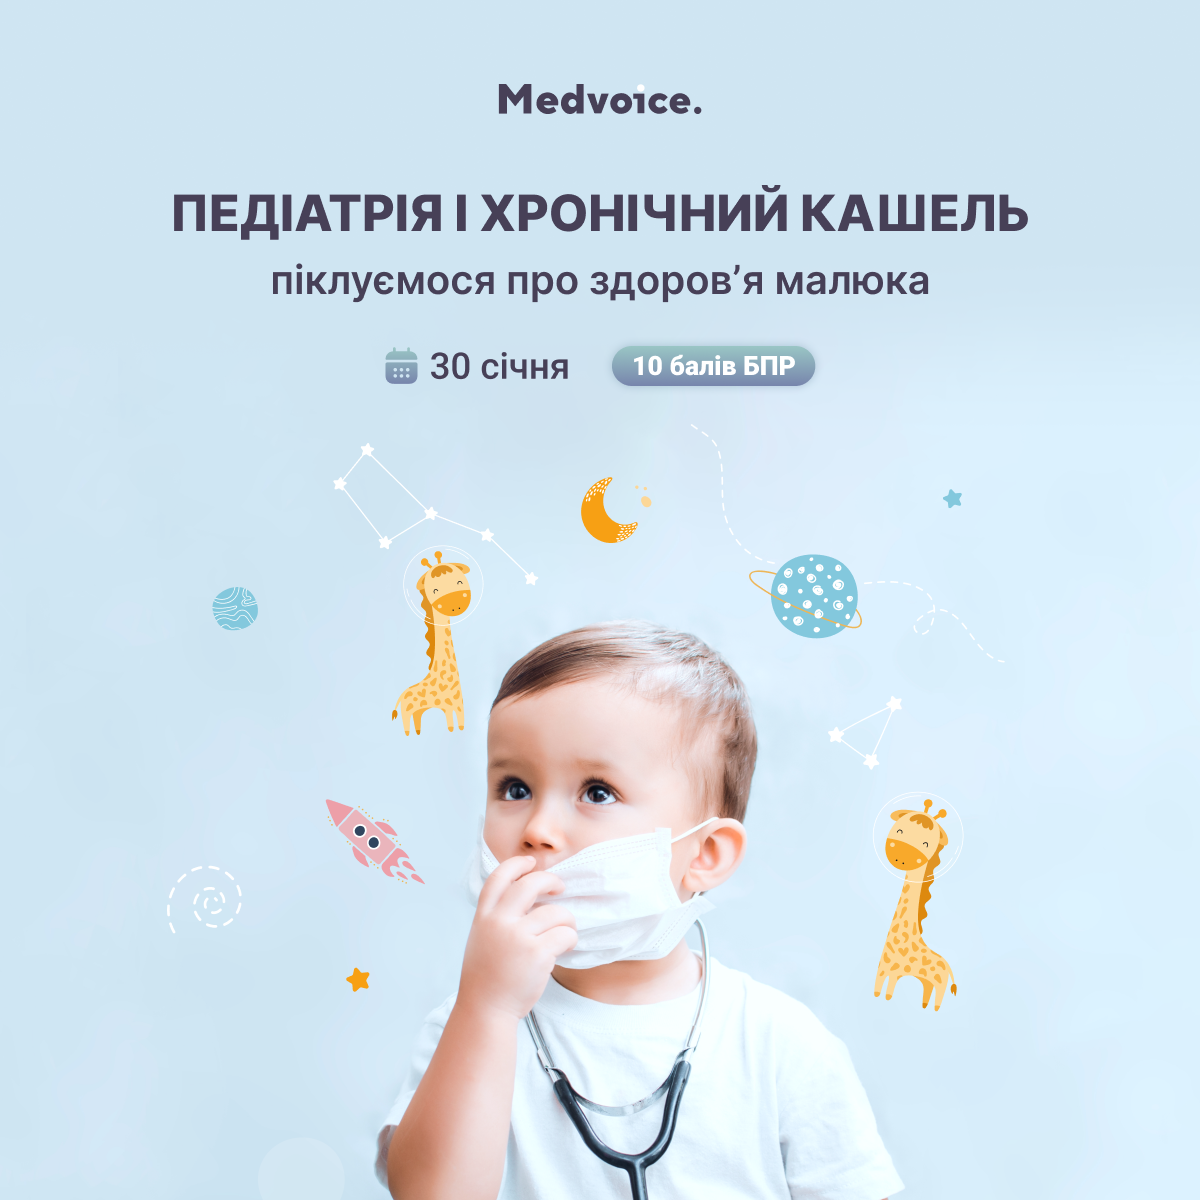 Medvoice.
ПЕДІАТРІЯ І ХРОНІЧНИЙ КАШЕЛЬ
піклуємося про здоров’я малюка
30 січня
10 балів БПР